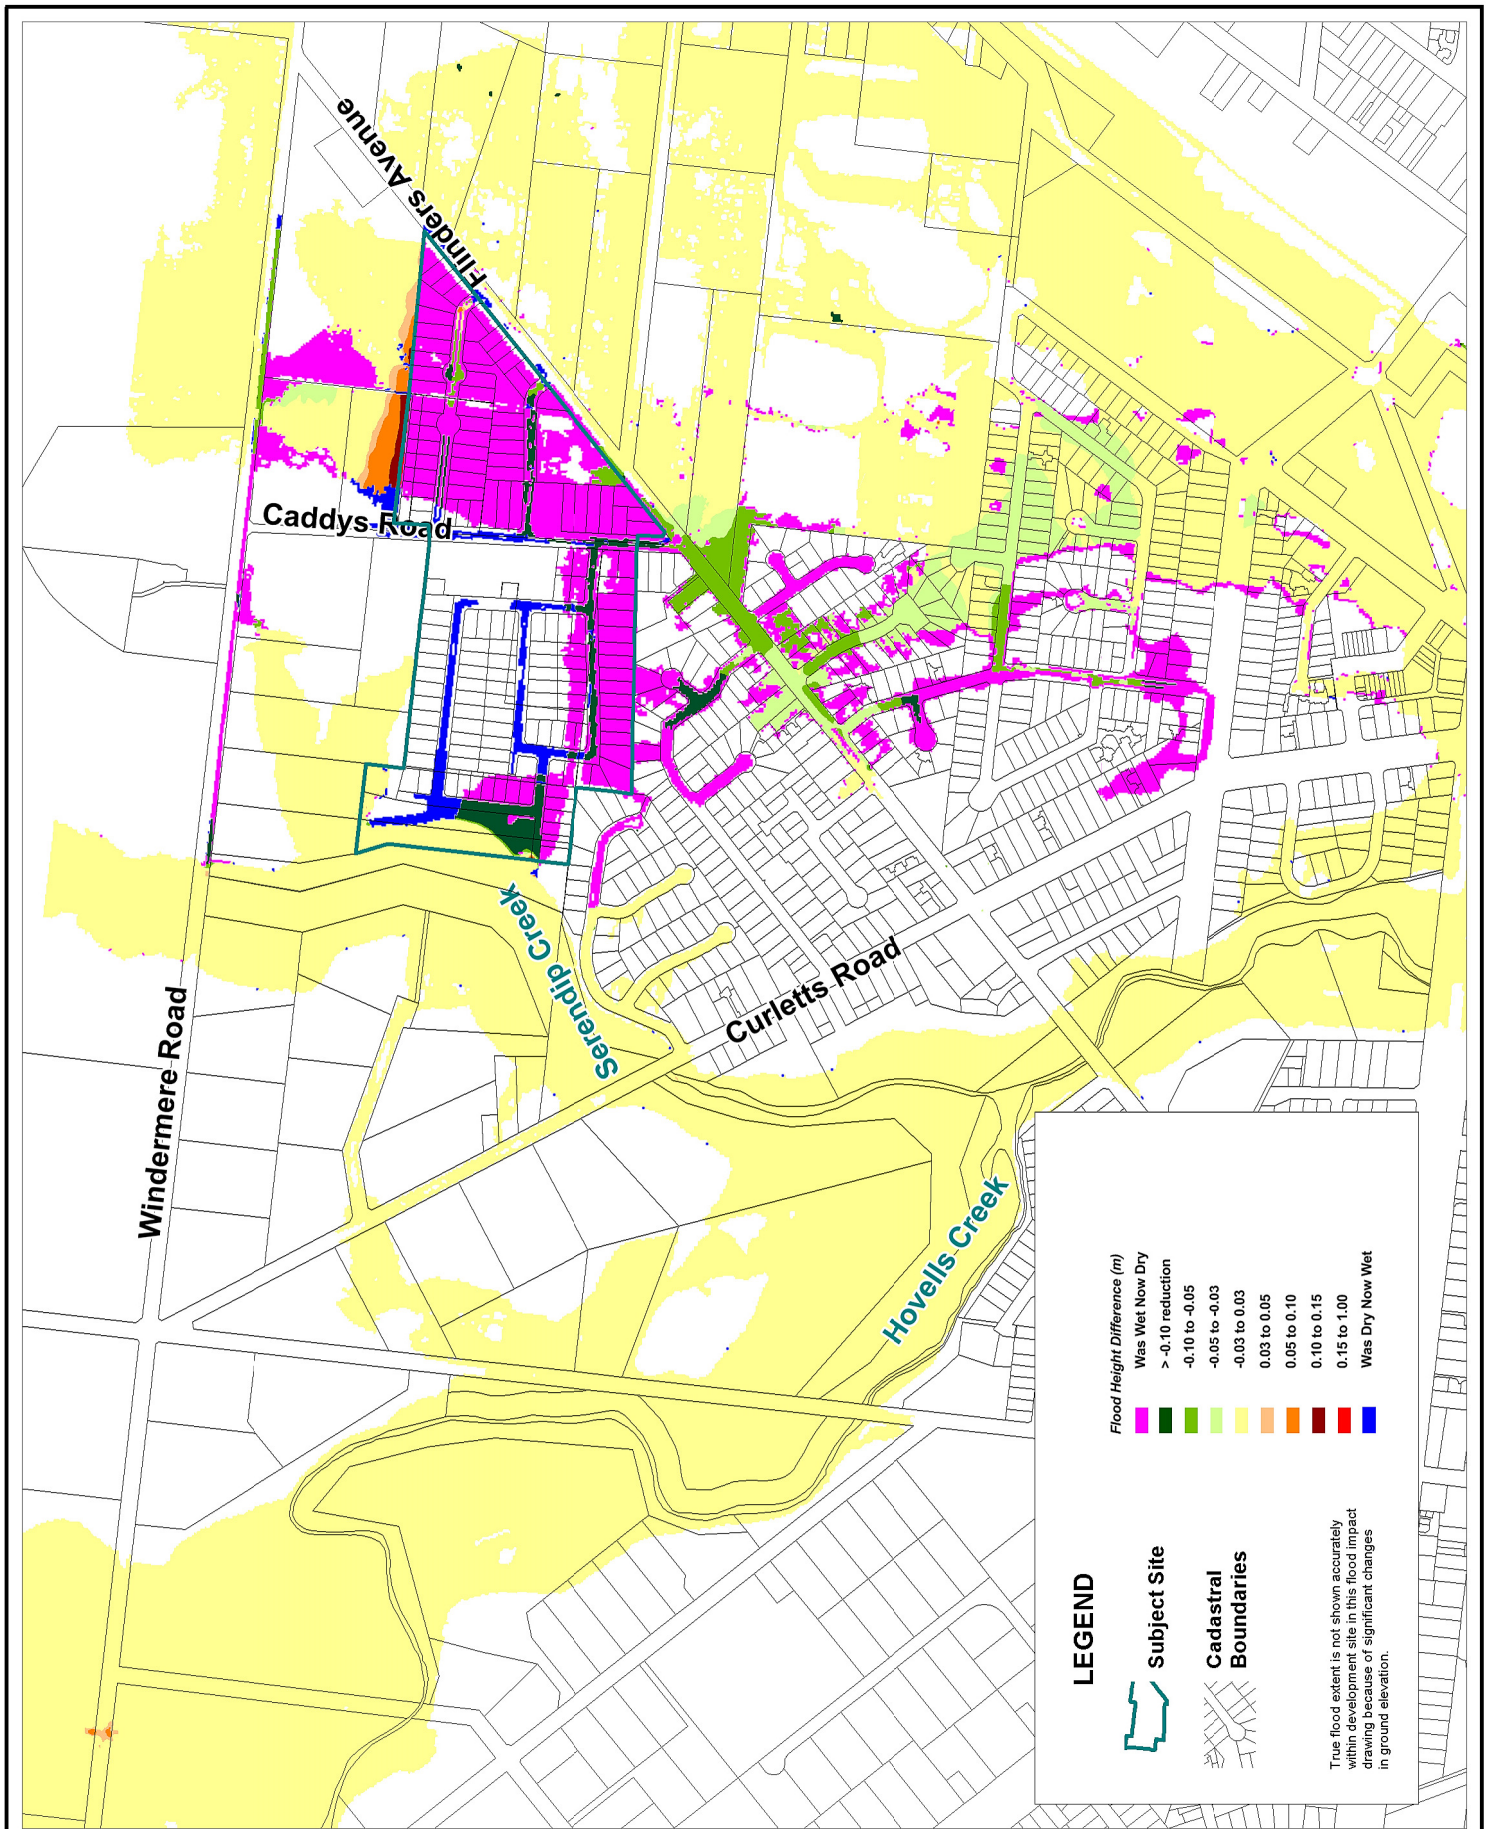 Flinders Avenue
Caddys Road
Windermere Road
Serendip Creek
Curletts Road
Hovells Creek
LEGEND
Subject Site
Cadastral
Boundaries
True flood extent is not shown accurately
within development site in this flood impact
drawing because of significant changes
in ground elevation.
Flood Height Difference (m)
Was Wet Now Dry
> -0.10 reduction
-0.10 to -0.05
-0.05 to -0.03
-0.03 to 0.03
0.03 to 0.05
0.05 to 0.10
0.10 to 0.15
0.15 to 1.00
Was Dry Now Wet